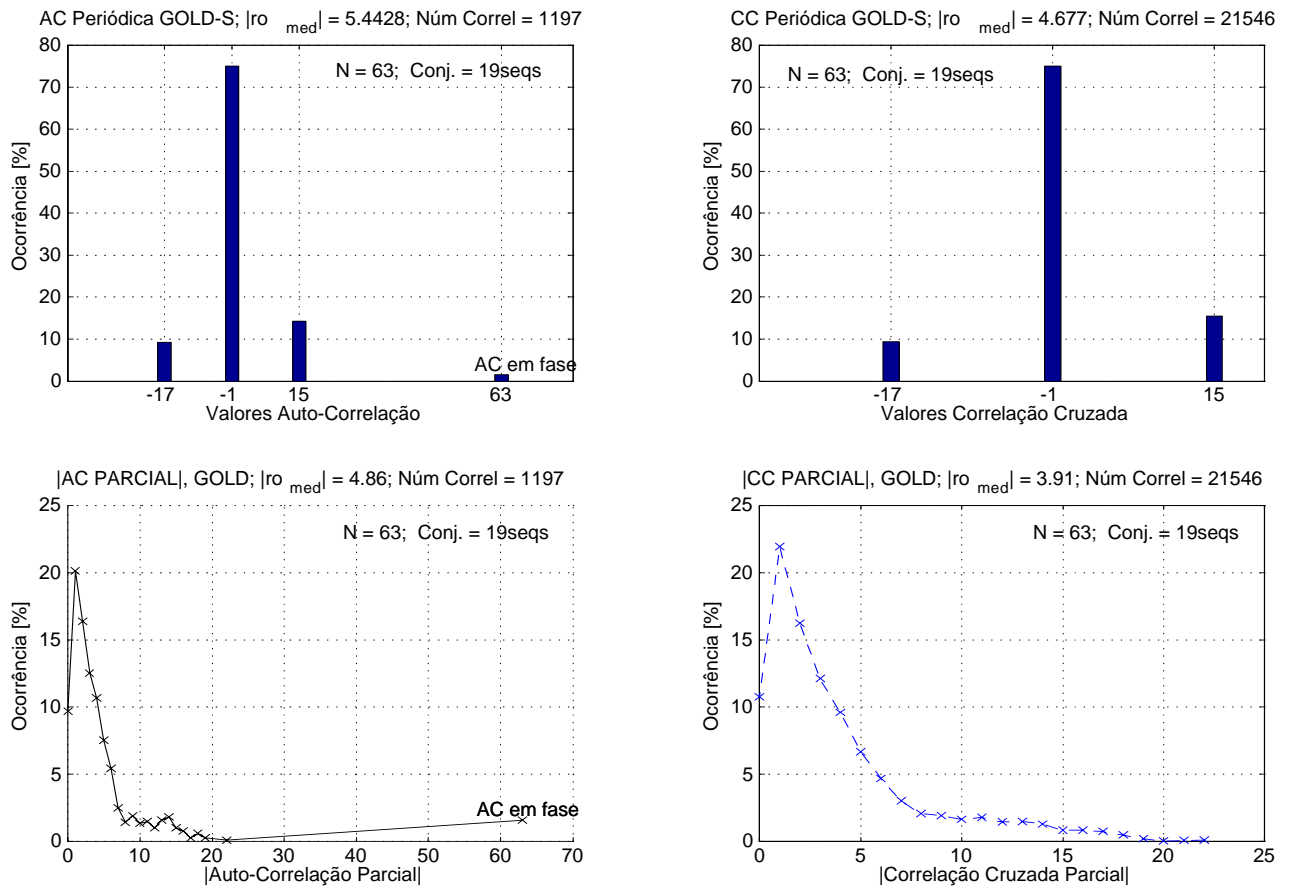 AC Periódica GOLD-S; |ro med| = 5.4428; Núm Correl = 1197
N = 63; Conj. = 19seqs
Ocorrência [%]
80
70
60
50
40
30
20
10
0
AC em fase
-17 -1 15 63
Valores Auto-Correlação
CC Periódica GOLD-S; |ro med| = 4.677; Núm Correl = 21546
N = 63; Conj. = 19seqs
Ocorrência [%]
80
70
60
50
40
30
20
10
0
-17 -1 15
Valores Correlação Cruzada
|AC PARCIAL|, GOLD; |ro med| = 4.86; Núm Correl = 1197
N = 63; Conj. = 19seqs
Ocorrência [%]
25
20
15
10
5
0
AC em fase
0 10 20 30 40 50 60 70
|Auto-Correlação Parcial|
|CC PARCIAL|, GOLD; |ro med| = 3.91; Núm Correl = 21546
N = 63; Conj. = 19seqs
Ocorrência [%]
25
20
15
10
5
0
0 5 10 15 20 25
|Correlação Cruzada Parcial|